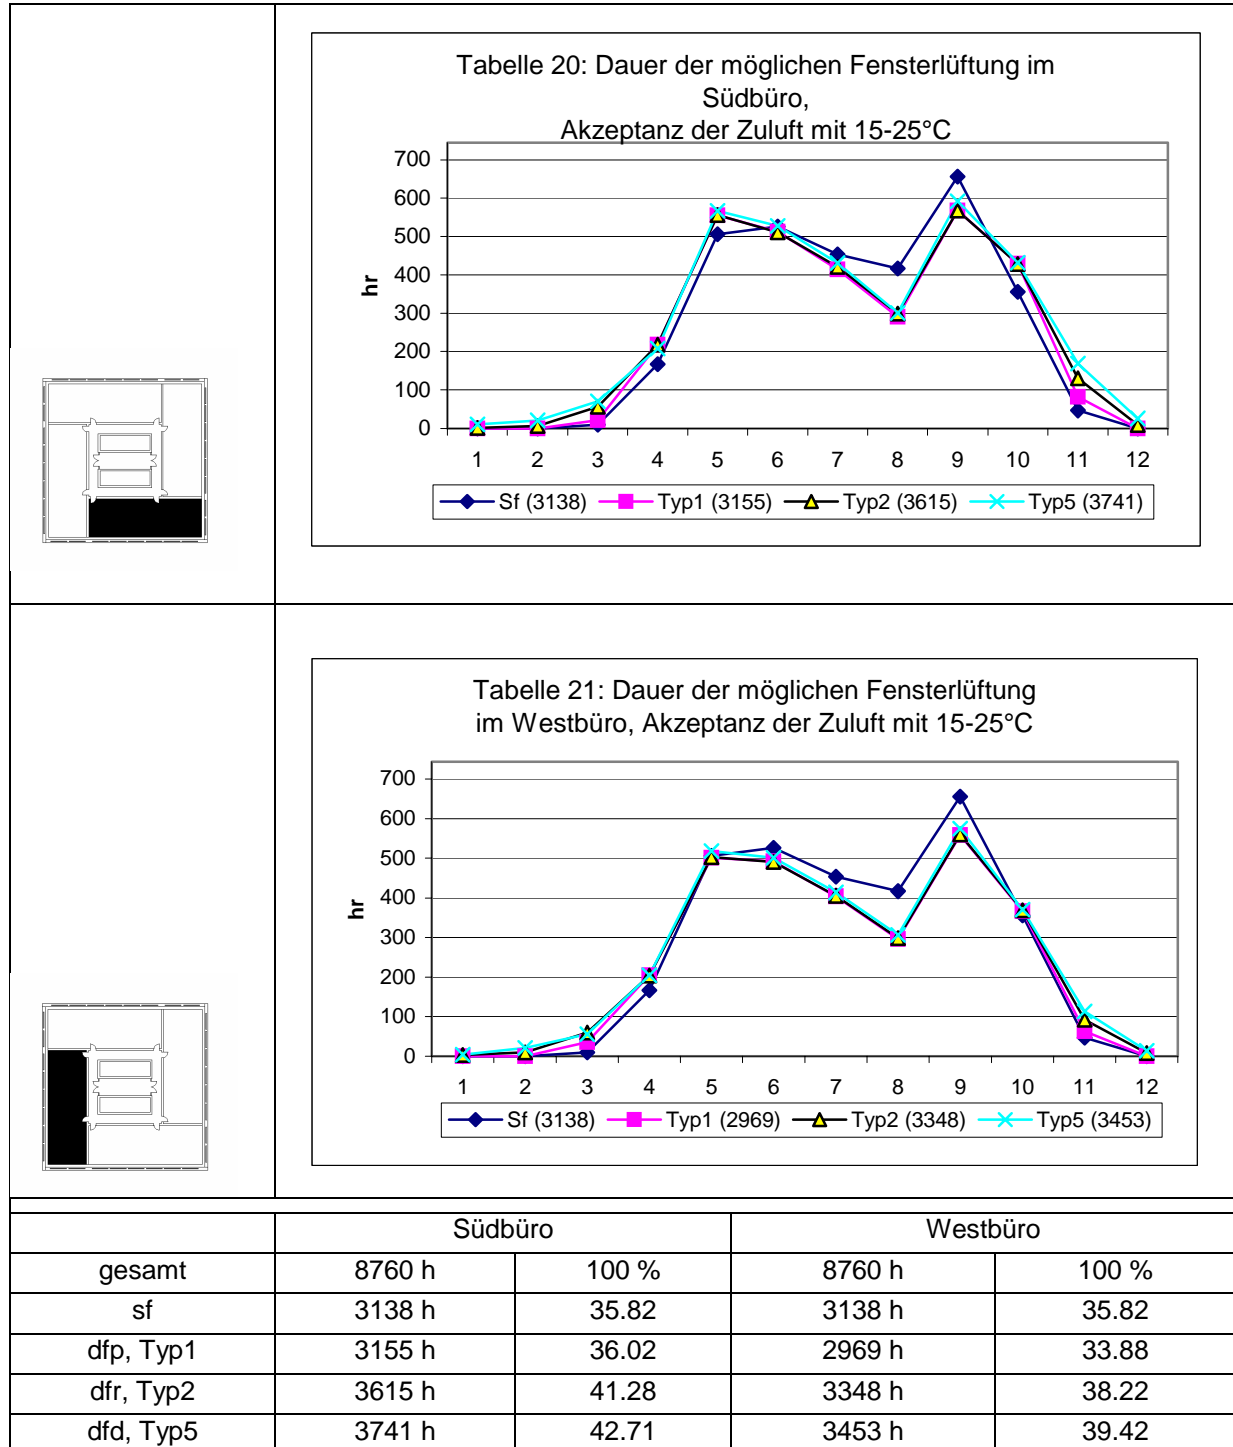 Tabelle 20: Dauer der möglichen Fensterlüftung im
Südbüro,
Akzeptanz der Zuluft mit 15-25°C
700
600
500
400
300
200
100
0
hr
1 2 3 4 5 6 7 8 9 10 11 12
Sf (3138) Typ1 (3155) Typ2 (3615) Typ5 (3741)
Tabelle 21: Dauer der möglichen Fensterlüftung
im Westbüro, Akzeptanz der Zuluft mit 15-25°C
700
600
500
400
300
200
100
0
hr
1 2 3 4 5 6 7 8 9 10 11 12
Sf (3138) Typ1 (2969) Typ2 (3348) Typ5 (3453)
Südbüro Westbüro
gesamt 8760 h 100 % 8760 h 100 %
sf 3138 h 35.82 3138 h 35.82
dfp, Typ1 3155 h 36.02 2969 h 33.88
dfr, Typ2 3615 h 41.28 3348 h 38.22
dfd, Typ5 3741 h 42.71 3453 h 39.42